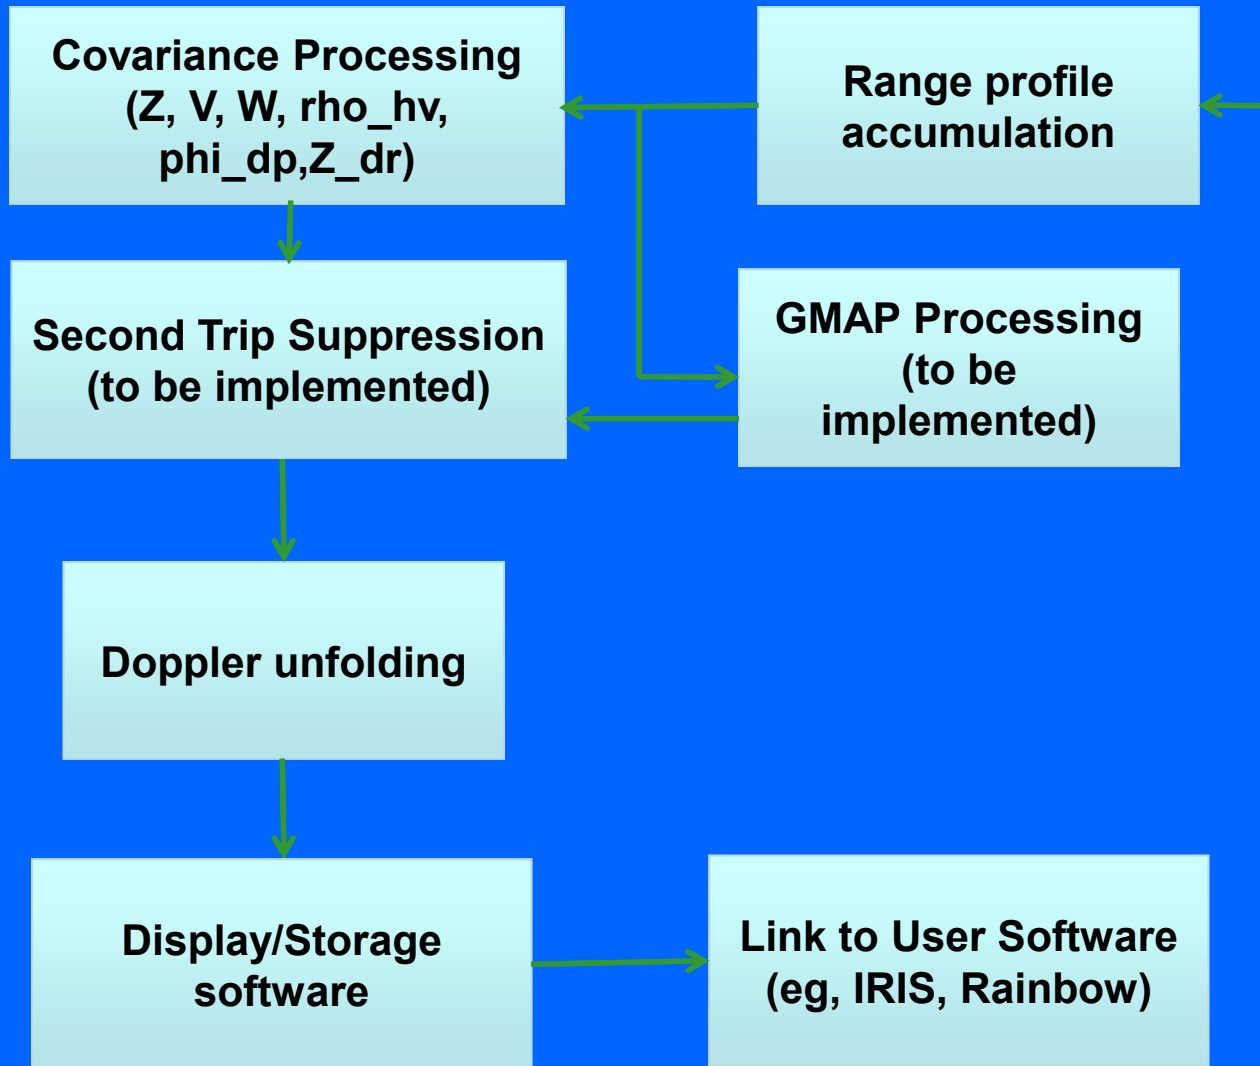 Covariance Processing
(Z, V, W, rho_hv,
phi_dp,Z_dr)
Range profile
accumulation
Second Trip Suppression
(to be implemented)
GMAP Processing
(to be
implemented)
Doppler unfolding
Display/Storage
software
Link to User Software
(eg, IRIS, Rainbow)